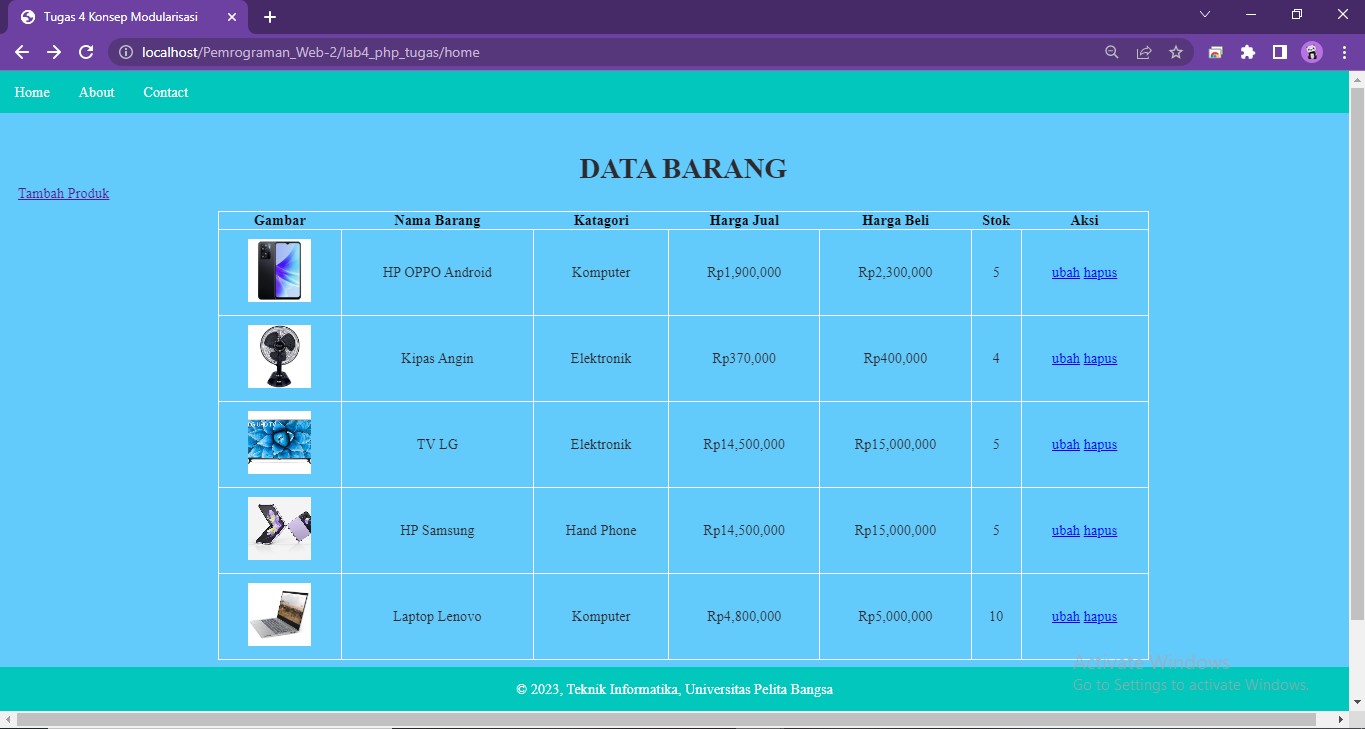 Tugas 4 Konsep Modularisasi
localhost/Pemrograman_Web-2/lab4_php_tugas/home
Home About Contact
DATA BARANG
Tambah Produk
Gambar Nama Barang Katagori Harga Jual Harga Beli Stok Aksi
HP OPPO Android Komputer Rp1,900,000 Rp2,300,000 5 ubah hapus
Kipas Angin Elektronik Rp370,000 Rp400,000 4 ubah hapus
LG UHD TV
TV LG Elektronik Rp14,500,000 Rp15,000,000 5 ubah hapus
HP Samsung Hand Phone Rp14,500,000 Rp15,000,000 5 ubah hapus
Laptop Lenovo Komputer Rp4,800,000 Rp5,000,000 10 ubah hapus
Activate Windows
Go to Settings to activate Windows.
© 2023, Teknik Informatika, Universitas Pelita Bangsa